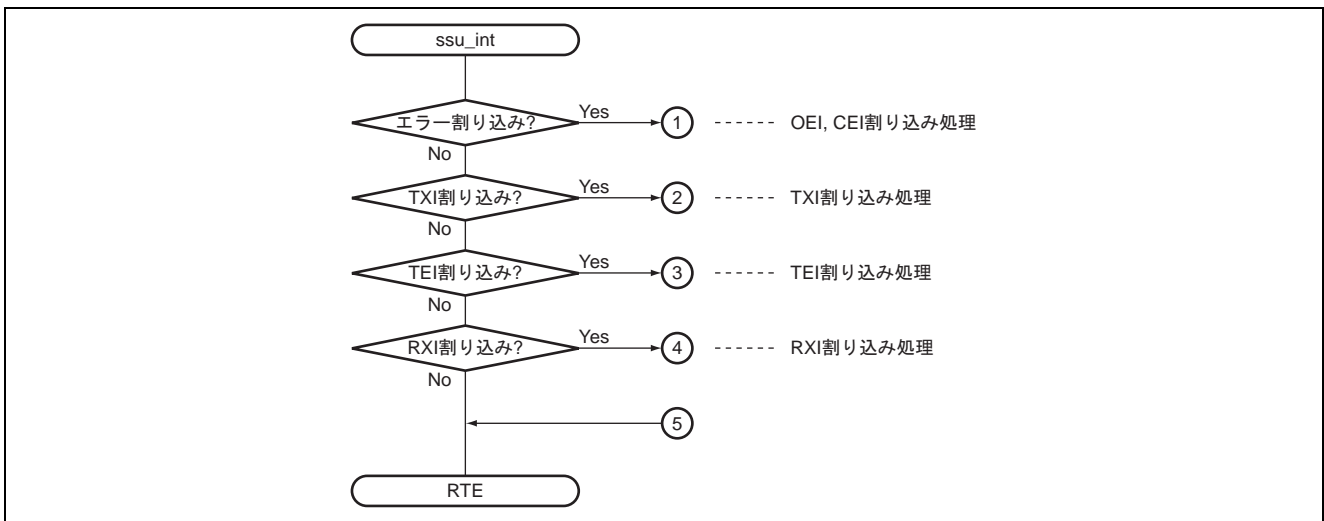 ssu_int
エラー割り込み?
Yes
1
------ OEI, CEI割り込み処理
No
TXI割り込み?
Yes
2
------ TXI割り込み処理
No
TEI割り込み?
Yes
3
------ TEI割り込み処理
No
RXI割り込み?
Yes
4
------ RXI割り込み処理
No
5
RTE